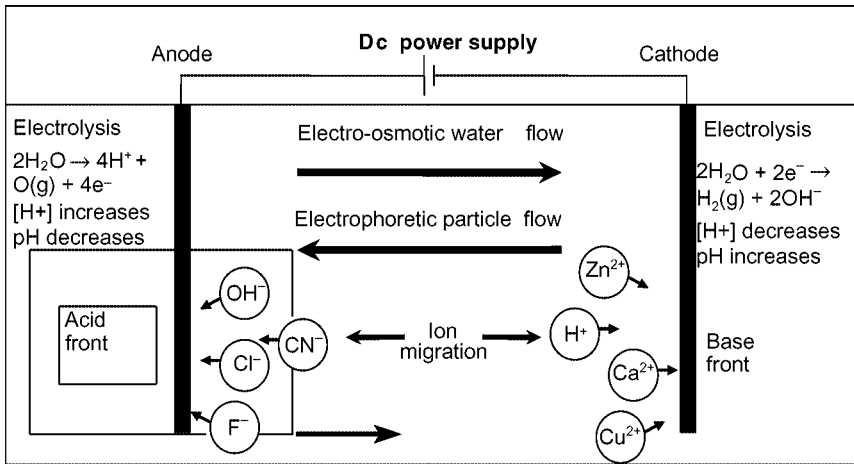 Dc power supply
Anode
Cathode
Electrolysis
2H₂O → 4H⁺ +
O(g) + 4e⁻
[H+] increases
pH decreases
Electro-osmotic water flow
Electrophoretic particle flow
Electrolysis
2H₂O + 2e⁻ →
H₂(g) + 2OH⁻
[H+] decreases
pH increases
Acid
front
OH⁻
Cl⁻
CN⁻
F⁻
Ion
migration
Zn²⁺
H⁺
Ca²⁺
Cu²⁺
Base
front